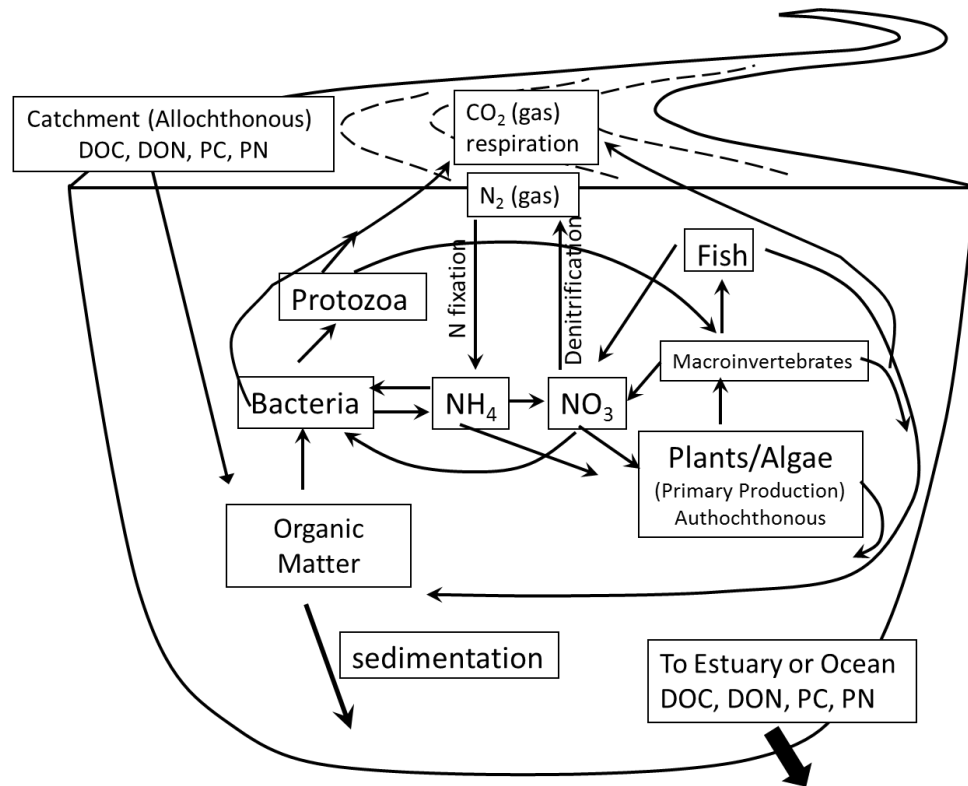 Catchment (Allochthonous)
DOC, DON, PC, PN
CO₂ (gas)
respiration
N₂ (gas)
N fixation
Denitrification
Fish
Protozoa
Macroinvertebrates
Bacteria
NH₄
NO₃
Plants/Algae
(Primary Production)
Authochthonous
Organic
Matter
sedimentation
To Estuary or Ocean
DOC, DON, PC, PN